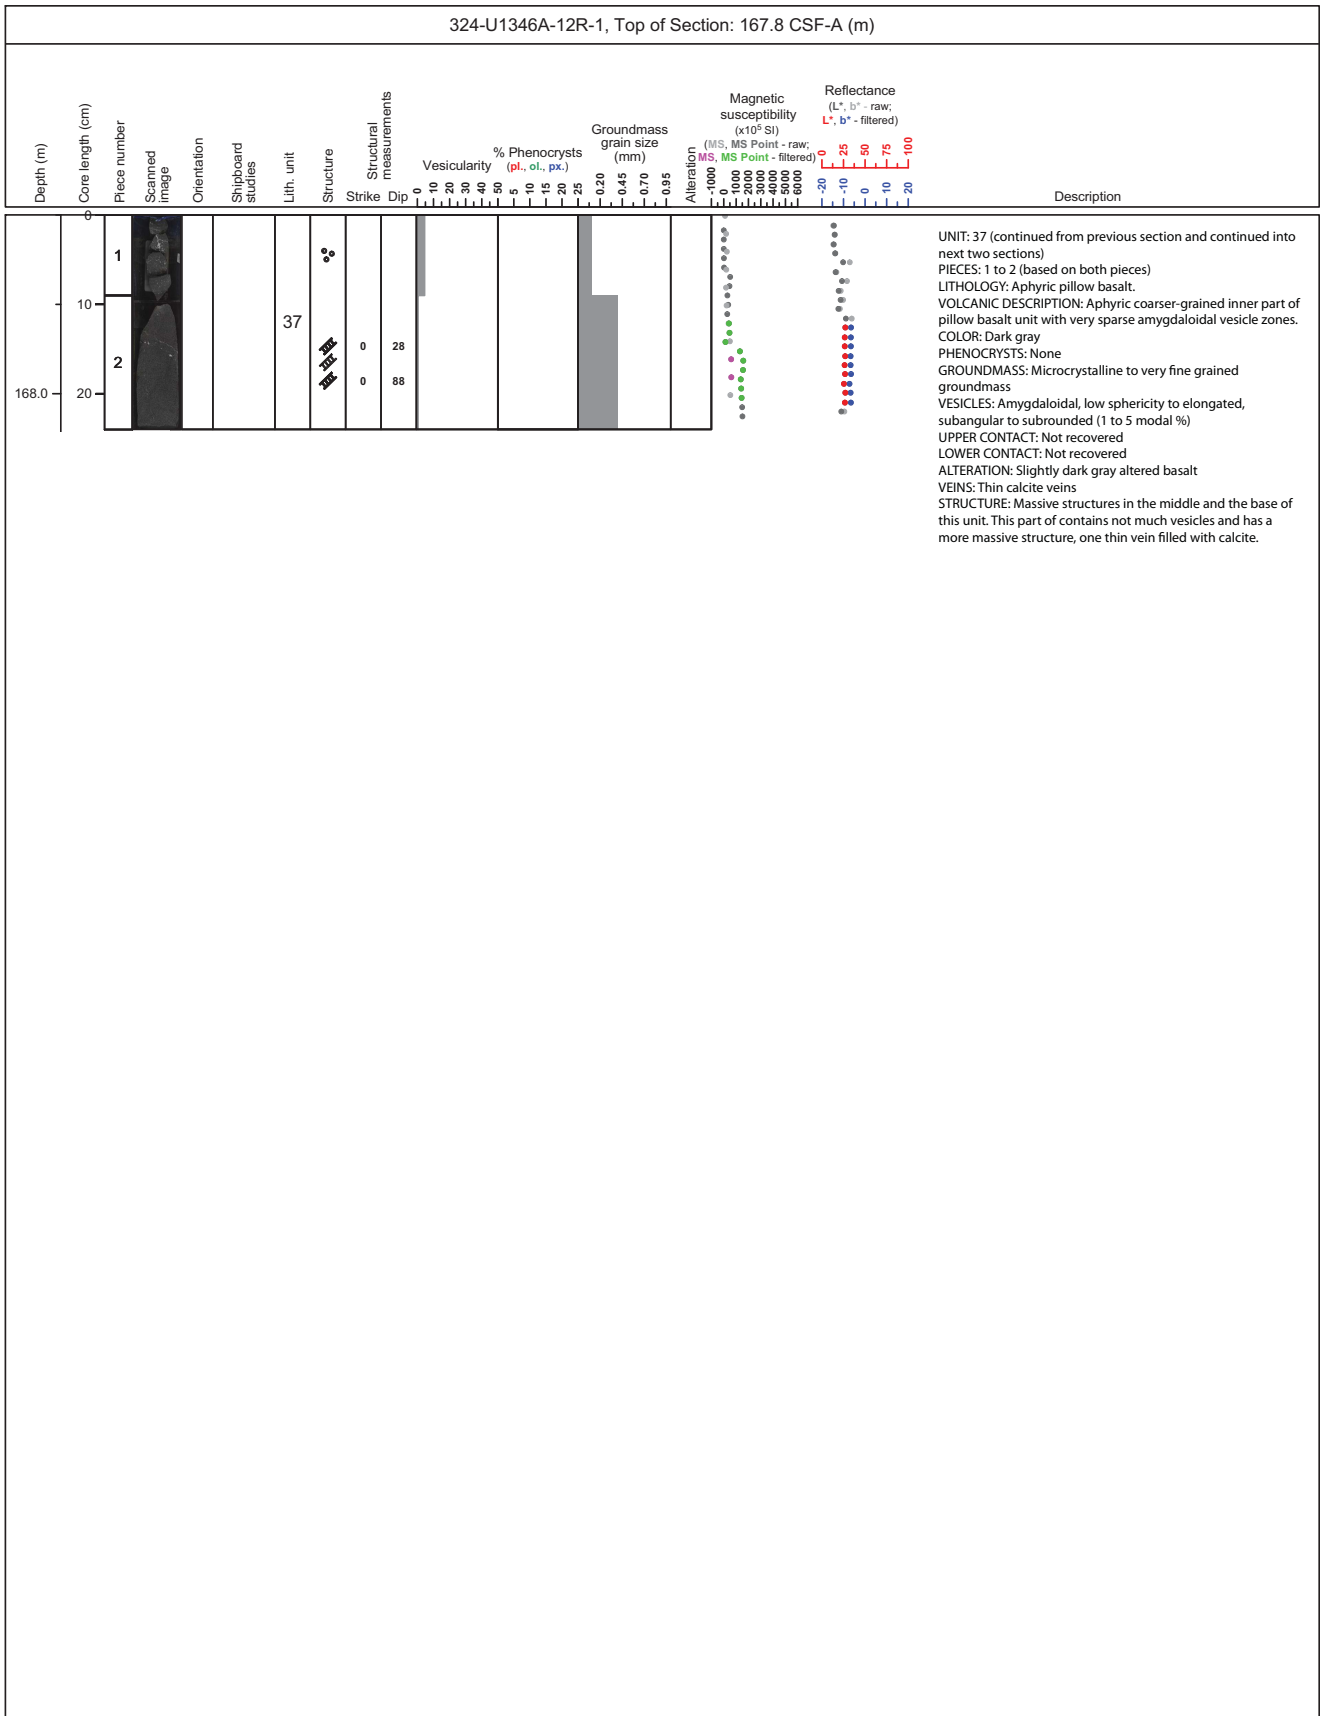 324-U1346A-12R-1, Top of Section: 167.8 CSF-A (m)
Depth (m)
Core length (cm)
Piece number
Scanned
image
Orientation
Shipboard
studies
Lith. unit
Structure
Structural
measurements
Strike Dip
Vesicularity
0 10 20 30 40 50
% Phenocrysts
(pl., ol., px.)
5 10 15 20 25
Groundmass
grain size
(mm)
0.20 0.45 0.70 0.95
Alteration
Magnetic
susceptibility
(x10⁵ SI)
(MS, MS Point - raw;
MS, MS Point - filtered)
-1000 0 1000 2000 3000 4000 5000 6000
Reflectance
(L*, b* - raw;
L*, b* - filtered)
0 25 50 75 100
-20 -10 0 10 20
Description
0
1
10
37
2
0 28
0 88
168.0
20
UNIT: 37 (continued from previous section and continued into
next two sections)
PIECES: 1 to 2 (based on both pieces)
LITHOLOGY: Aphyric pillow basalt.
VOLCANIC DESCRIPTION: Aphyric coarser-grained inner part of
pillow basalt unit with very sparse amygdaloidal vesicle zones.
COLOR: Dark gray
PHENOCRYSTS: None
GROUNDMASS: Microcrystalline to very fine grained
groundmass
VESICLES: Amygdaloidal, low sphericity to elongated,
subangular to subrounded (1 to 5 modal %)
UPPER CONTACT: Not recovered
LOWER CONTACT: Not recovered
ALTERATION: Slightly dark gray altered basalt
VEINS: Thin calcite veins
STRUCTURE: Massive structures in the middle and the base of
this unit. This part of contains not much vesicles and has a
more massive structure, one thin vein filled with calcite.